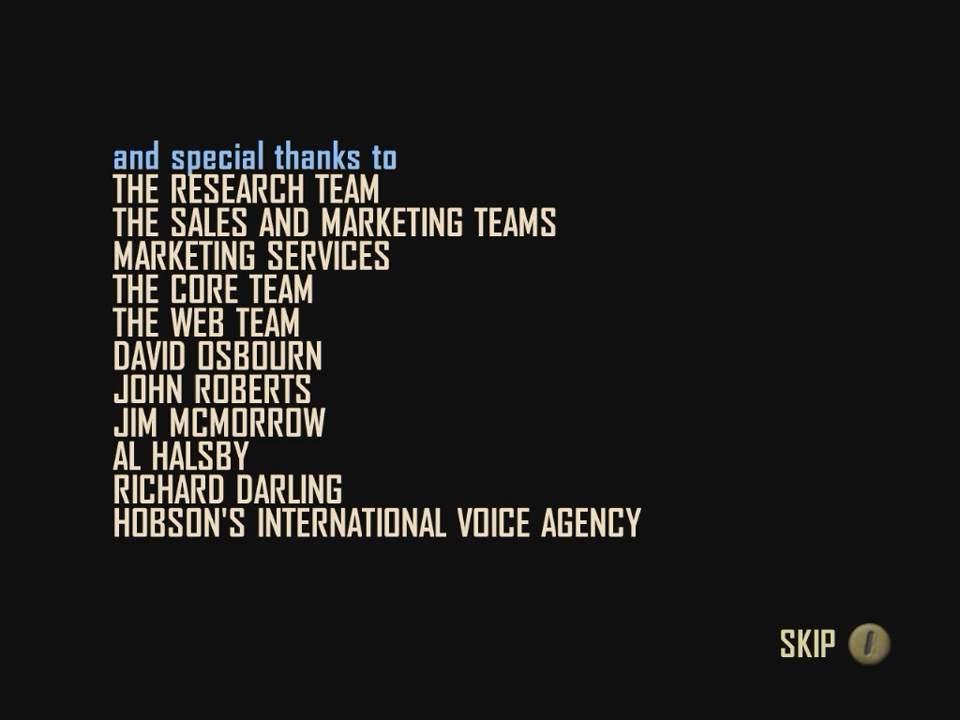 and special thanks to
THE RESEARCH TEAM
THE SALES AND MARKETING TEAMS
MARKETING SERVICES
THE CORE TEAM
THE WEB TEAM
DAVID OSBOURN
JOHN ROBERTS
JIM MCMORROW
AL HALSBY
RICHARD DARLING
HOBSON'S INTERNATIONAL VOICE AGENCY
SKIP